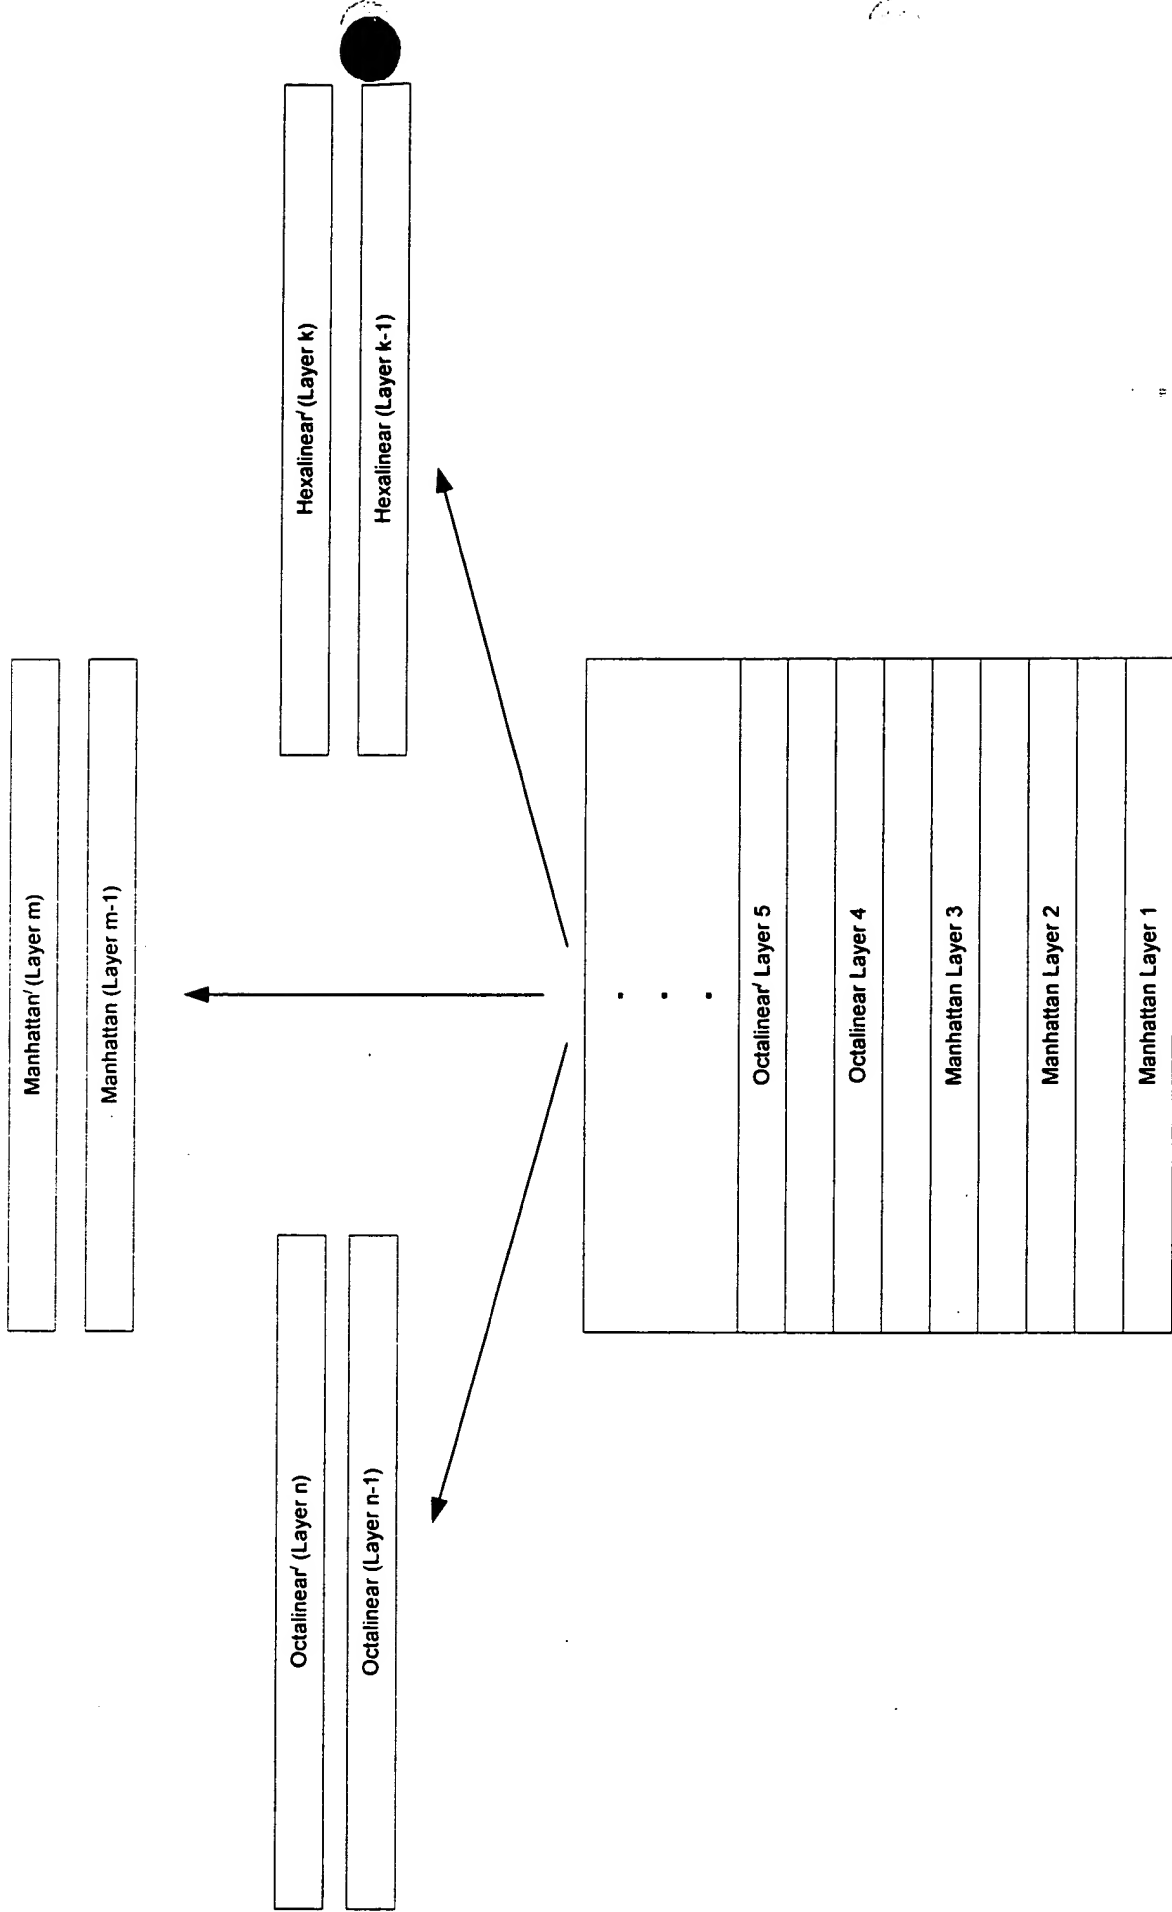 Manhattan' (Layer m)
Manhattan (Layer m-1)
Octalinear' (Layer n)
Octalinear (Layer n-1)
Hexalinear' (Layer k)
Hexalinear (Layer k-1)
Octalinear' Layer 5
Octalinear Layer 4
Manhattan Layer 3
Manhattan Layer 2
Manhattan Layer 1